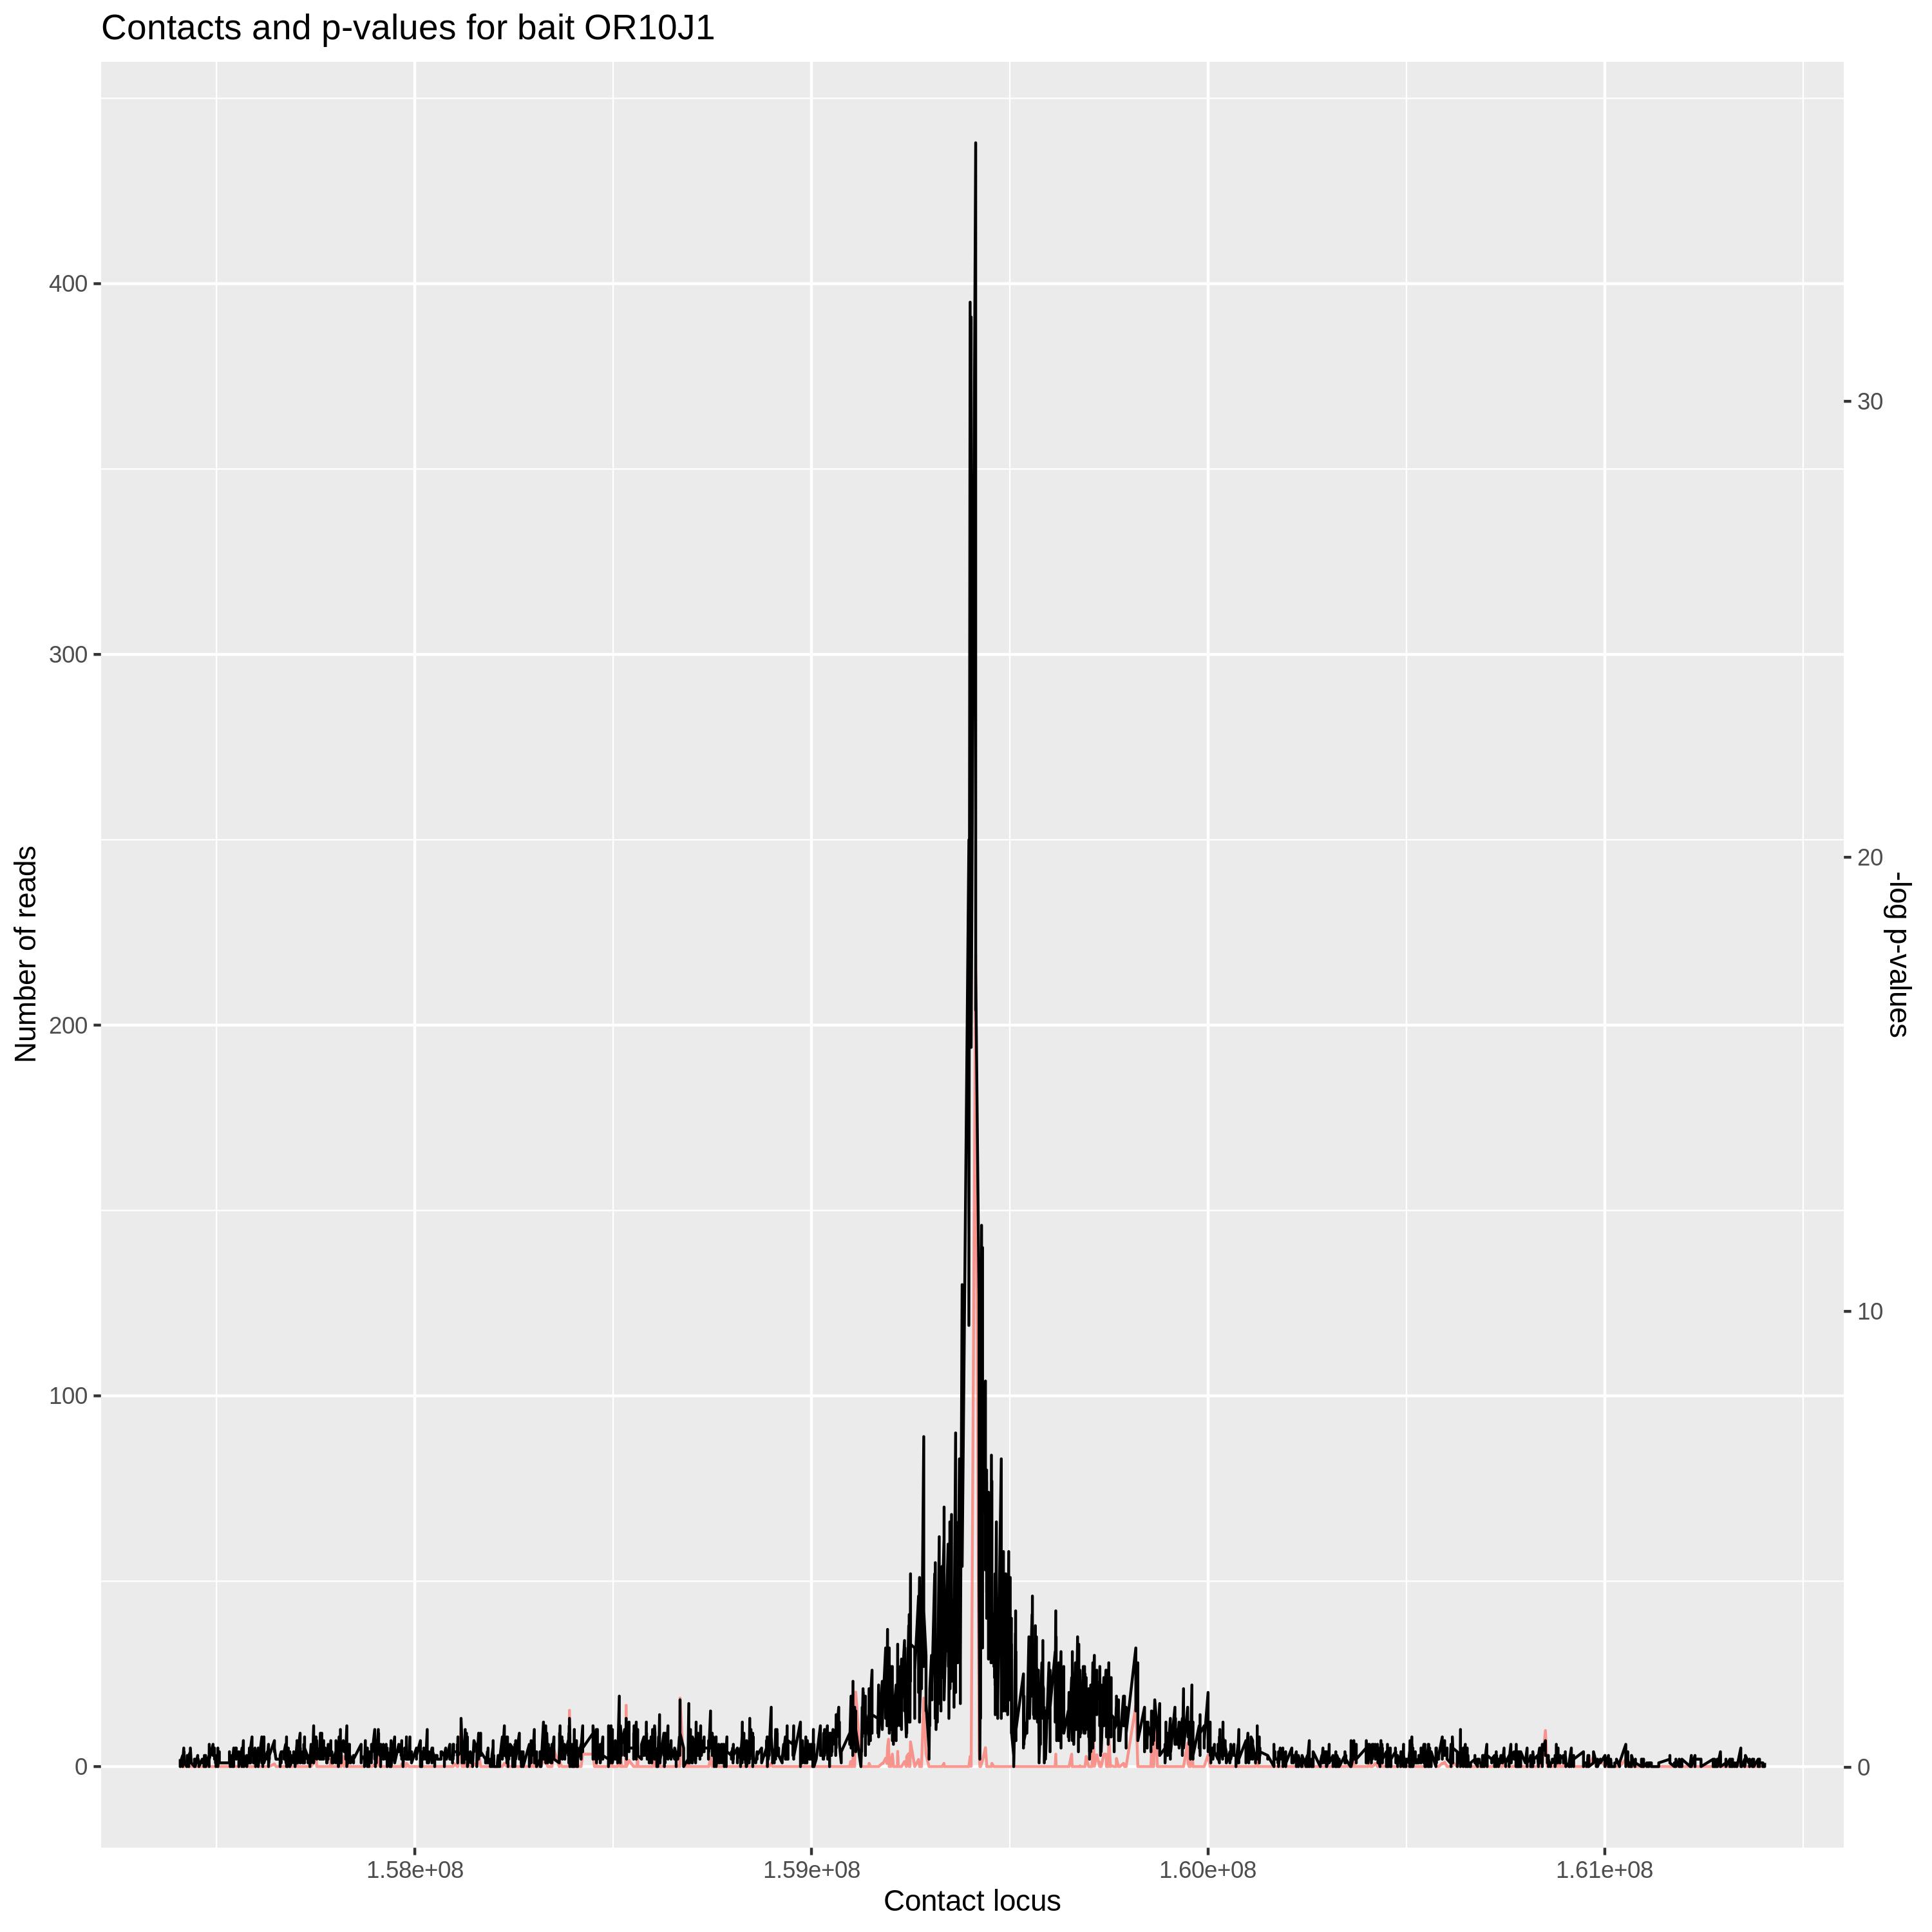 Contacts and p-values for bait OR10J1
400
300
200
100
0
Number of reads
30
20
10
0
-log p-values
1.58e+08 1.59e+08 1.60e+08 1.61e+08
Contact locus